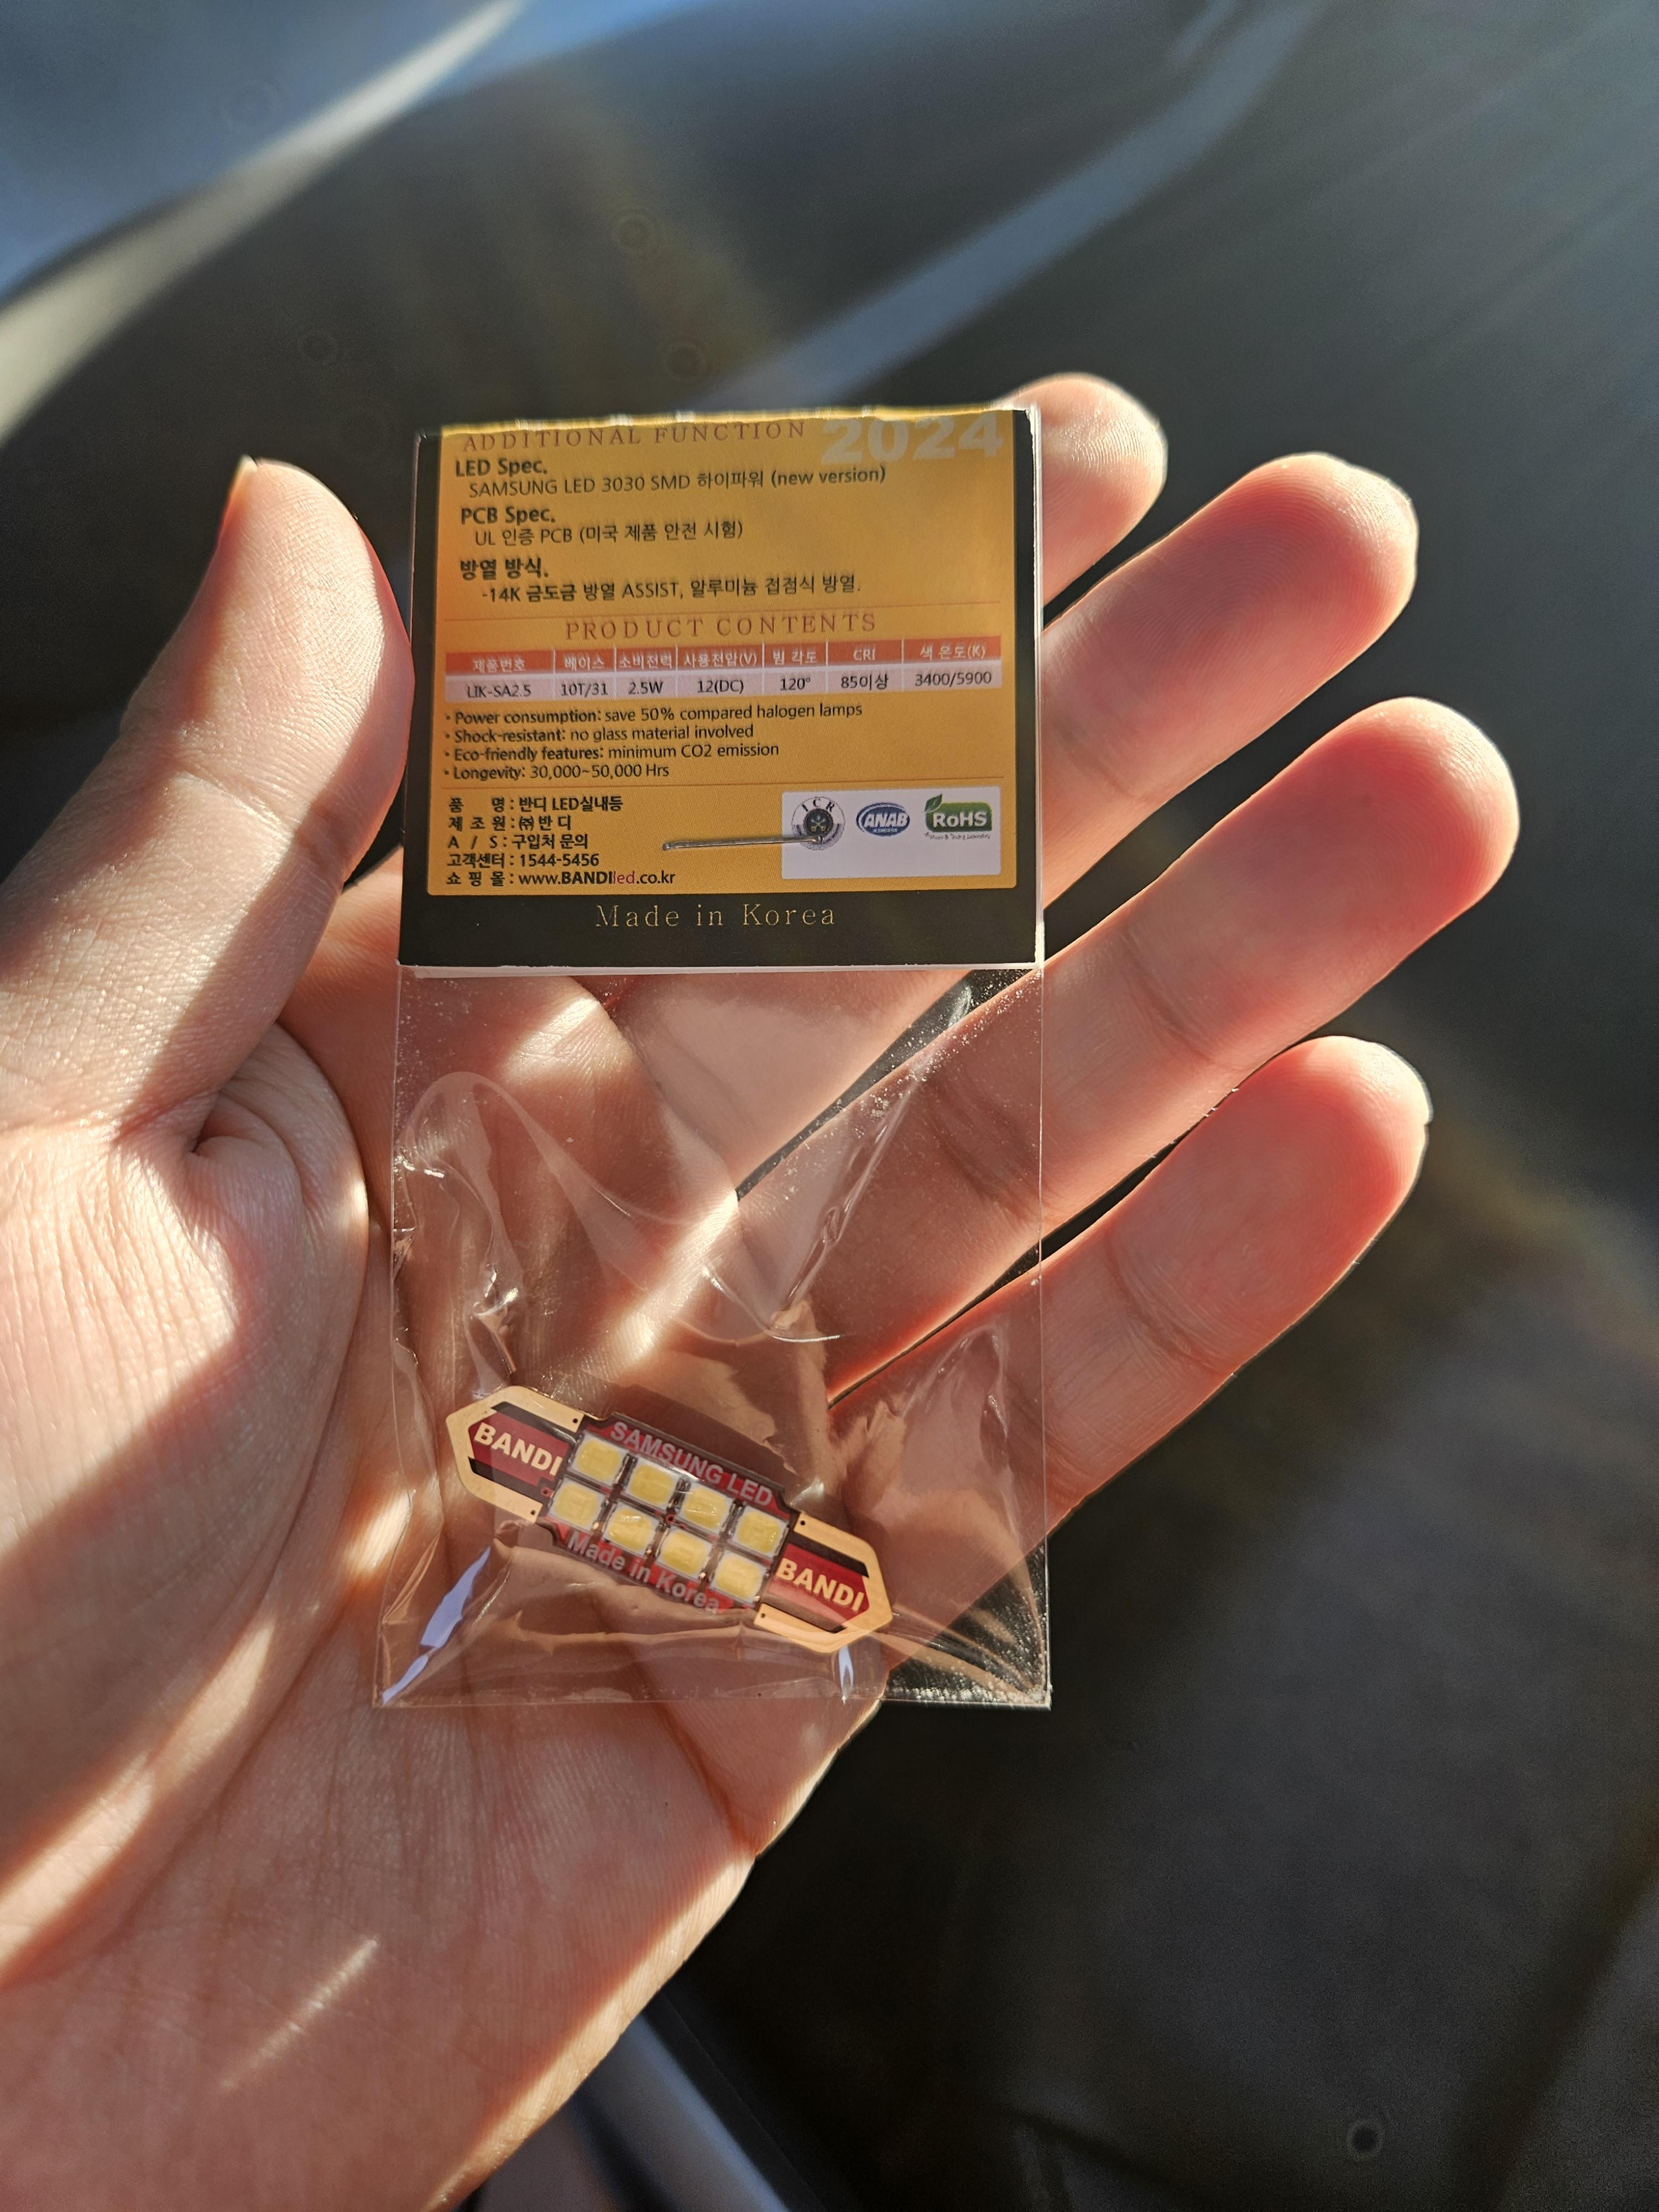 ADDITIONAL FUNCTION 2024
LED Spec.
SAMSUNG LED 3030 SMD 하이파워 (new version)
PCB Spec.
UL 인증 PCB (미국 제품 안전 시험)
방열 방식.
-14K 금도금 방열 ASSIST, 알루미늄 접점식 방열.
PRODUCT CONTENTS
제품번호 베이스 소비전력 사용전압(V) 빔 각도 CRI 색 온도(K)
LIK-SA2.5 10T/31 2.5W 12(DC) 120° 85이상 3400/5900
• Power consumption: save 50% compared halogen lamps
• Shock-resistant: no glass material involved
• Eco-friendly features: minimum CO2 emission
• Longevity: 30,000~50,000 Hrs
품 명 : 반디 LED실내등
제 조 원 : ㈜ 반 디
A / S : 구입처 문의
고객센터 : 1544-5456
쇼 핑 몰 : www.BANDIled.co.kr
ICR
ANAB
RoHS
Made in Korea
BANDI
SAMSUNG LED
Made in Korea
BANDI